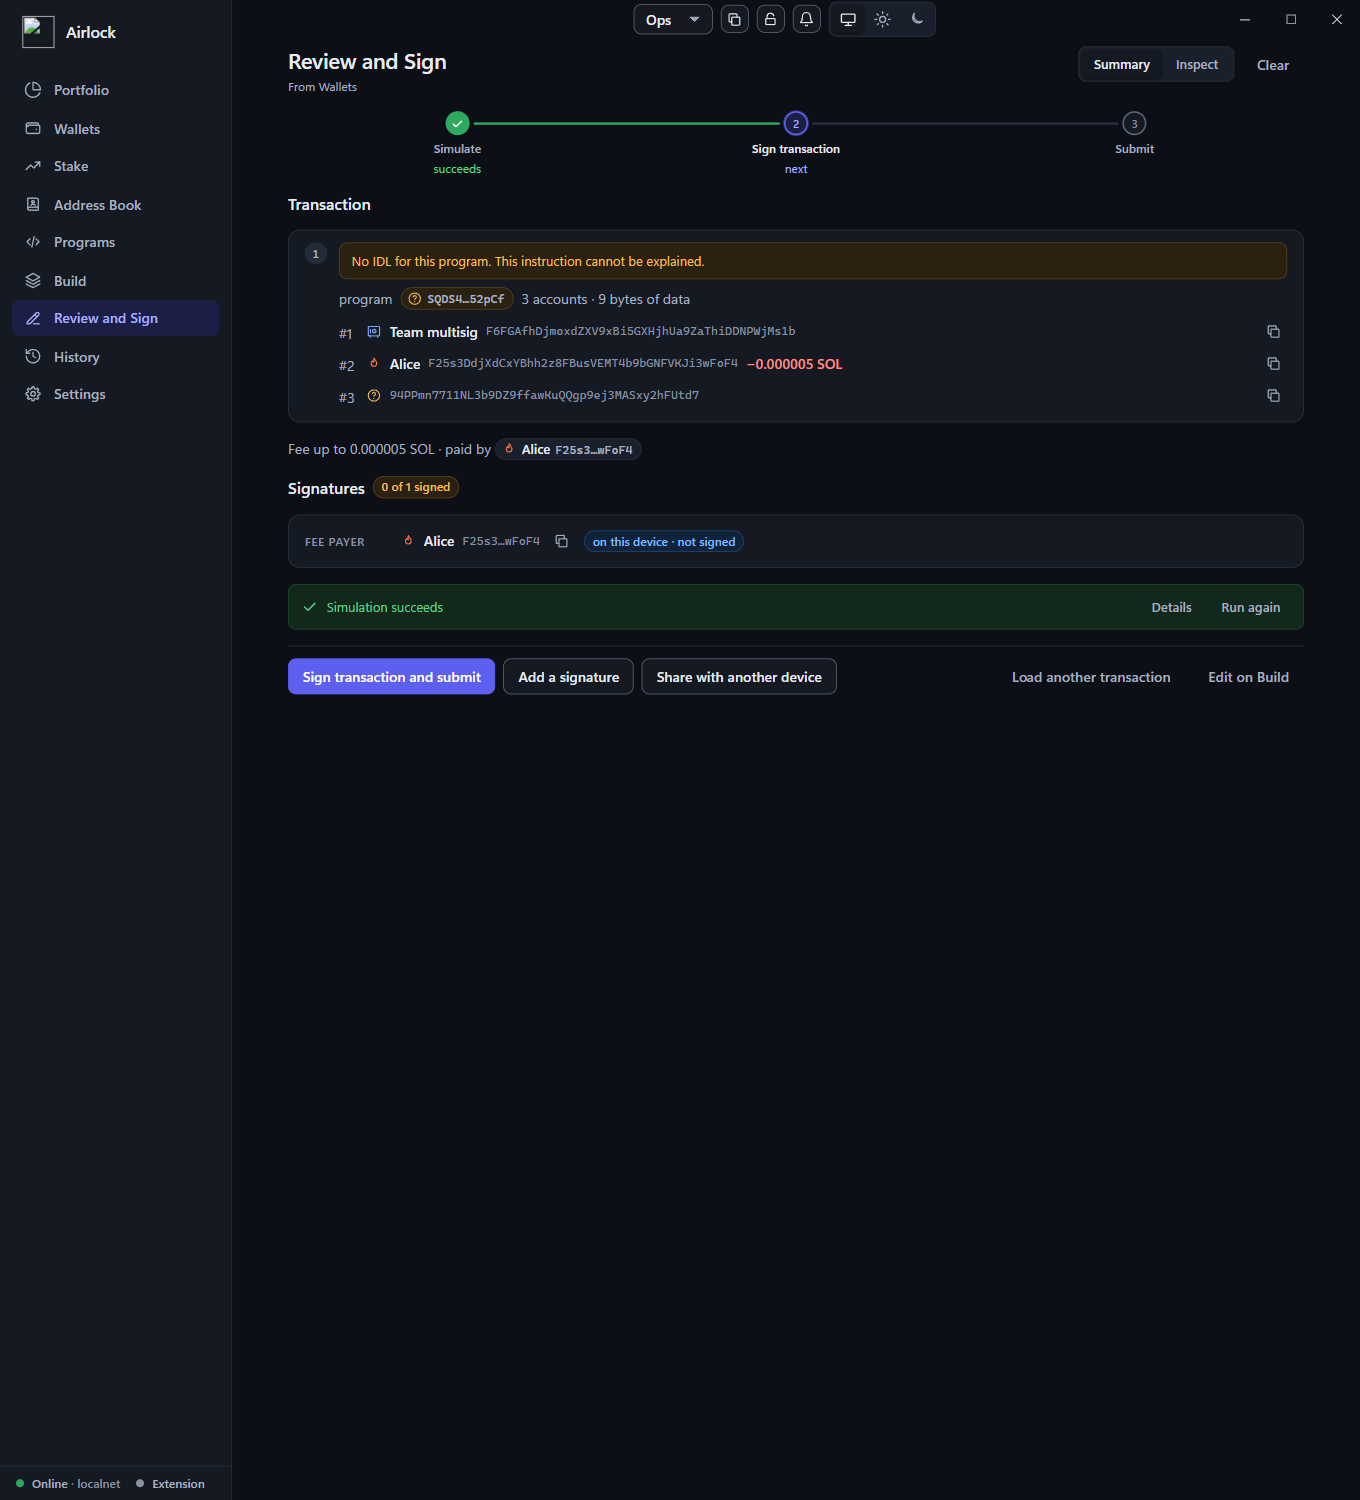 Airlock
Ops
Portfolio
Wallets
Stake
Address Book
Programs
Build
Review and Sign
History
Settings
Review and Sign
From Wallets
Summary
Inspect
Clear
2
3
Simulate
Sign transaction
Submit
succeeds
next
Transaction
1
No IDL for this program. This instruction cannot be explained.
program SQDS4…52pCf 3 accounts · 9 bytes of data
#1 Team multisig F6FGAfhDjmoxdZXV9xBi5GXHjhUa9ZaThiDDNPWjMs1b
#2 Alice F25s3DdjXdCxYBhh2z8FBusVEMT4b9bGNFVKJi3wFoF4 −0.000005 SOL
#3 94PPmn7711NL3b9DZ9ffawKuQQgp9ej3MASxy2hFUtd7
Fee up to 0.000005 SOL · paid by Alice F25s3…wFoF4
Signatures 0 of 1 signed
FEE PAYER Alice F25s3…wFoF4 on this device · not signed
Simulation succeeds Details Run again
Sign transaction and submit Add a signature Share with another device Load another transaction Edit on Build
Online · localnet Extension